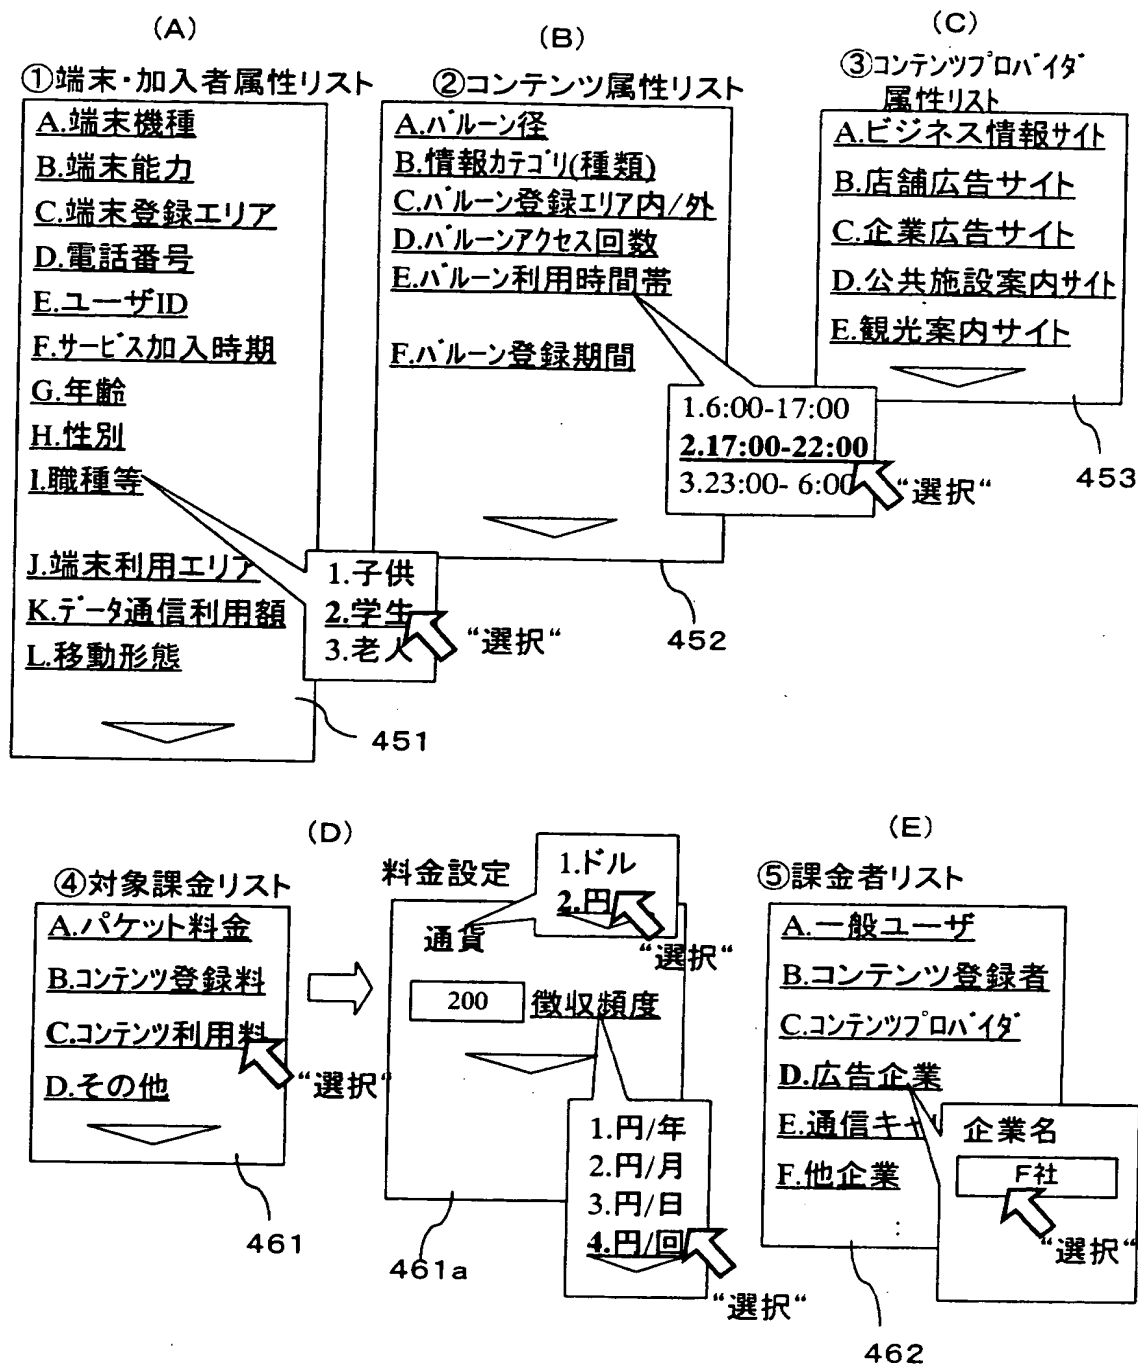 (A)
①端末・加入者属性リスト
A.端末機種
B.端末能力
C.端末登録エリア
D.電話番号
E.ユーザID
F.サービス加入時期
G.年齢
H.性別
I.職種等
J.端末利用エリア
K.データ通信利用額
L.移動形態
1.子供
2.学生
3.老人
“選択“
451
(B)
②コンテンツ属性リスト
A.バルーン径
B.情報カテゴリ(種類)
C.バルーン登録エリア内/外
D.バルーンアクセス回数
E.バルーン利用時間帯
F.バルーン登録期間
1.6:00-17:00
2.17:00-22:00
3.23:00- 6:00
“選択“
452
(C)
③コンテンツプロバイダ
属性リスト
A.ビジネス情報サイト
B.店舗広告サイト
C.企業広告サイト
D.公共施設案内サイト
E.観光案内サイト
453
(D)
④対象課金リスト
A.パケット料金
B.コンテンツ登録料
C.コンテンツ利用料
D.その他
“選択“
461
料金設定
通貨
1.ドル
2.円
“選択“
200 徴収頻度
1.円/年
2.円/月
3.円/日
4.円/回
“選択“
461a
(E)
⑤課金者リスト
A.一般ユーザ
B.コンテンツ登録者
C.コンテンツプロバイダ
D.広告企業
E.通信キャ
F.他企業
:
企業名
F社
“選択“
462